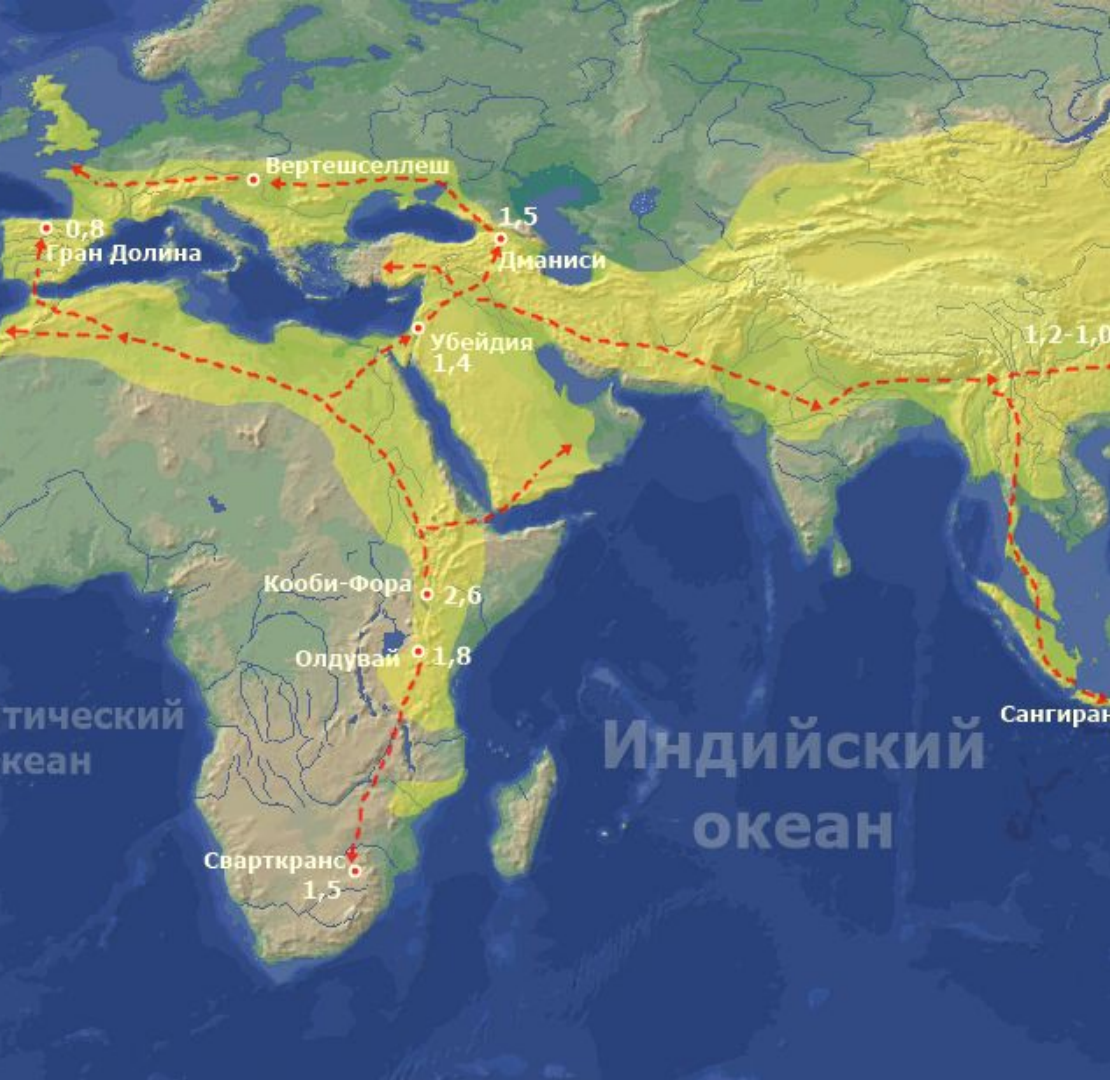 Вертешселлеш
1,5
0,8
Гран Долина
Дманиси
Убейдия
1,4
1,2-1,0
Кооби-Фора
2,6
Олдувай
1,8
тический
кеан
Индийский
океан
Сангиран
Сварткранс
1,5